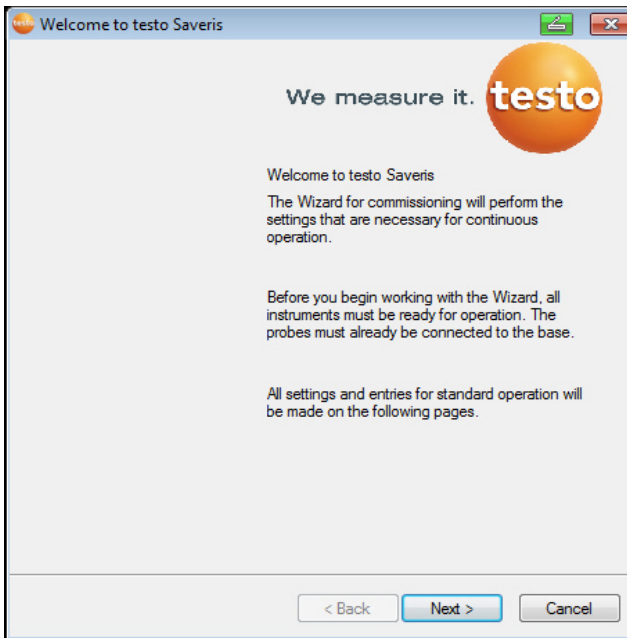 testo Welcome to testo Saveris
We measure it. testo
Welcome to testo Saveris
The Wizard for commissioning will perform the
settings that are necessary for continuous
operation.
Before you begin working with the Wizard, all
instruments must be ready for operation. The
probes must already be connected to the base.
All settings and entries for standard operation will
be made on the following pages.
< Back Next > Cancel